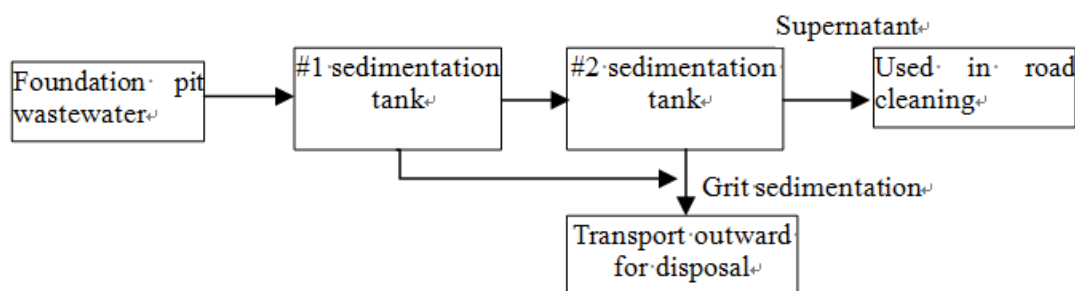 Supernatant
Foundation pit
wastewater
#1 sedimentation
tank
#2 sedimentation
tank
Used in road
cleaning
Grit sedimentation
Transport outward
for disposal